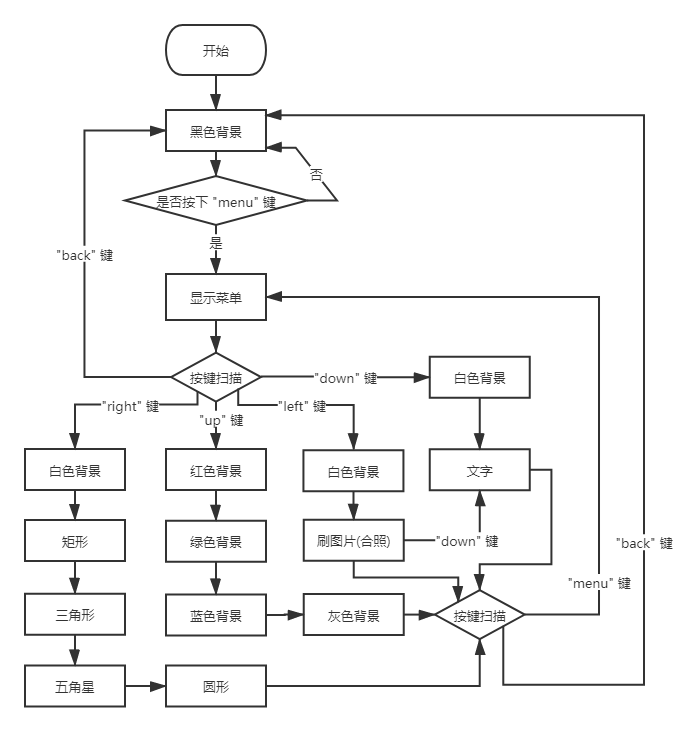 开始
黑色背景
否
是否按下 "menu" 键
是
"back" 键
显示菜单
按键扫描
"down" 键
白色背景
"right" 键
"up" 键
"left" 键
白色背景
红色背景
白色背景
文字
矩形
绿色背景
刷图片(合照)
"down" 键
"back" 键
"menu" 键
三角形
蓝色背景
灰色背景
按键扫描
五角星
圆形